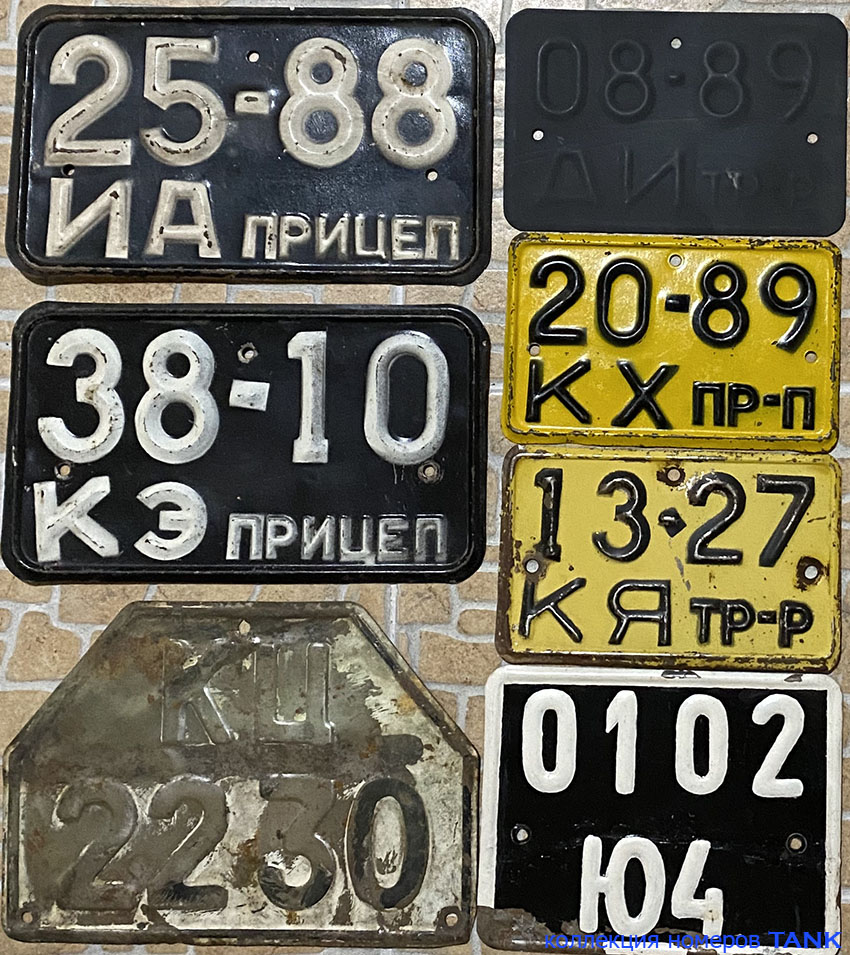 25-88
ИА ПРИЦЕП
38-10
КЭ ПРИЦЕП
КЦ
2230
08-89
ДИ
20-89
КХ ПР-П
13-27
КЯ ТР-Р
0102
Ю4
коллекция номеров TANK